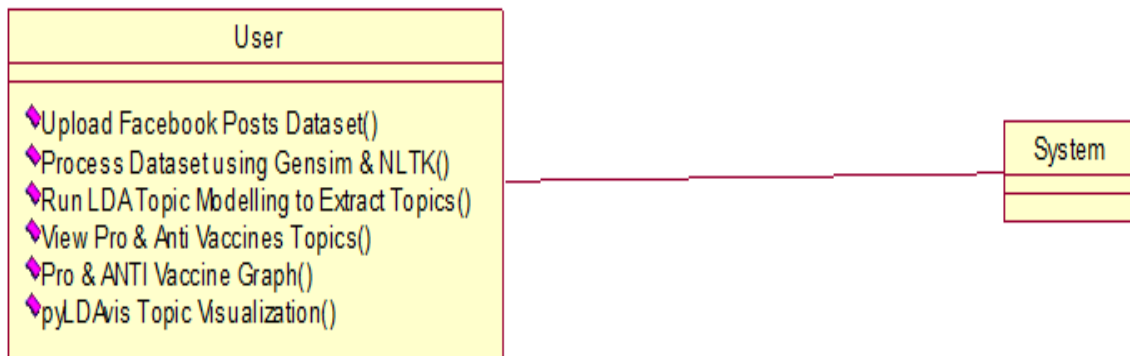 User
Upload Facebook Posts Dataset()
Process Dataset using Gensim & NLTK()
Run LDA Topic Modelling to Extract Topics()
View Pro & Anti Vaccines Topics()
Pro & ANTI Vaccine Graph()
pyLDAvis Topic Visualization()
System